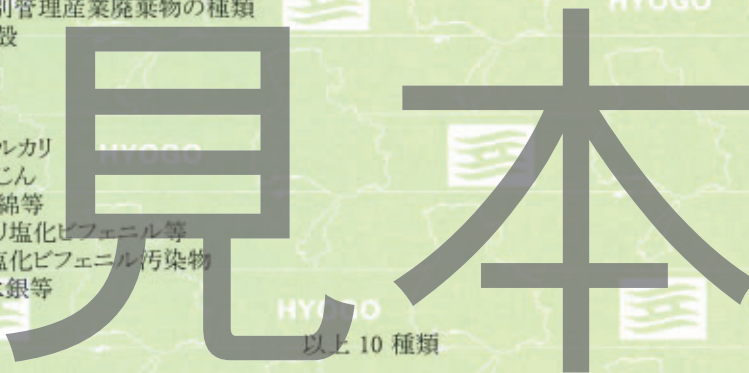 別管理産業廃棄物の種類
殻
HYOGO
ルカリ
HYOGO
じん
綿等
リ塩化ビフェニル等
塩化ビフェニル汚染物
水銀等
HYOGO
以上 10 種類
見本